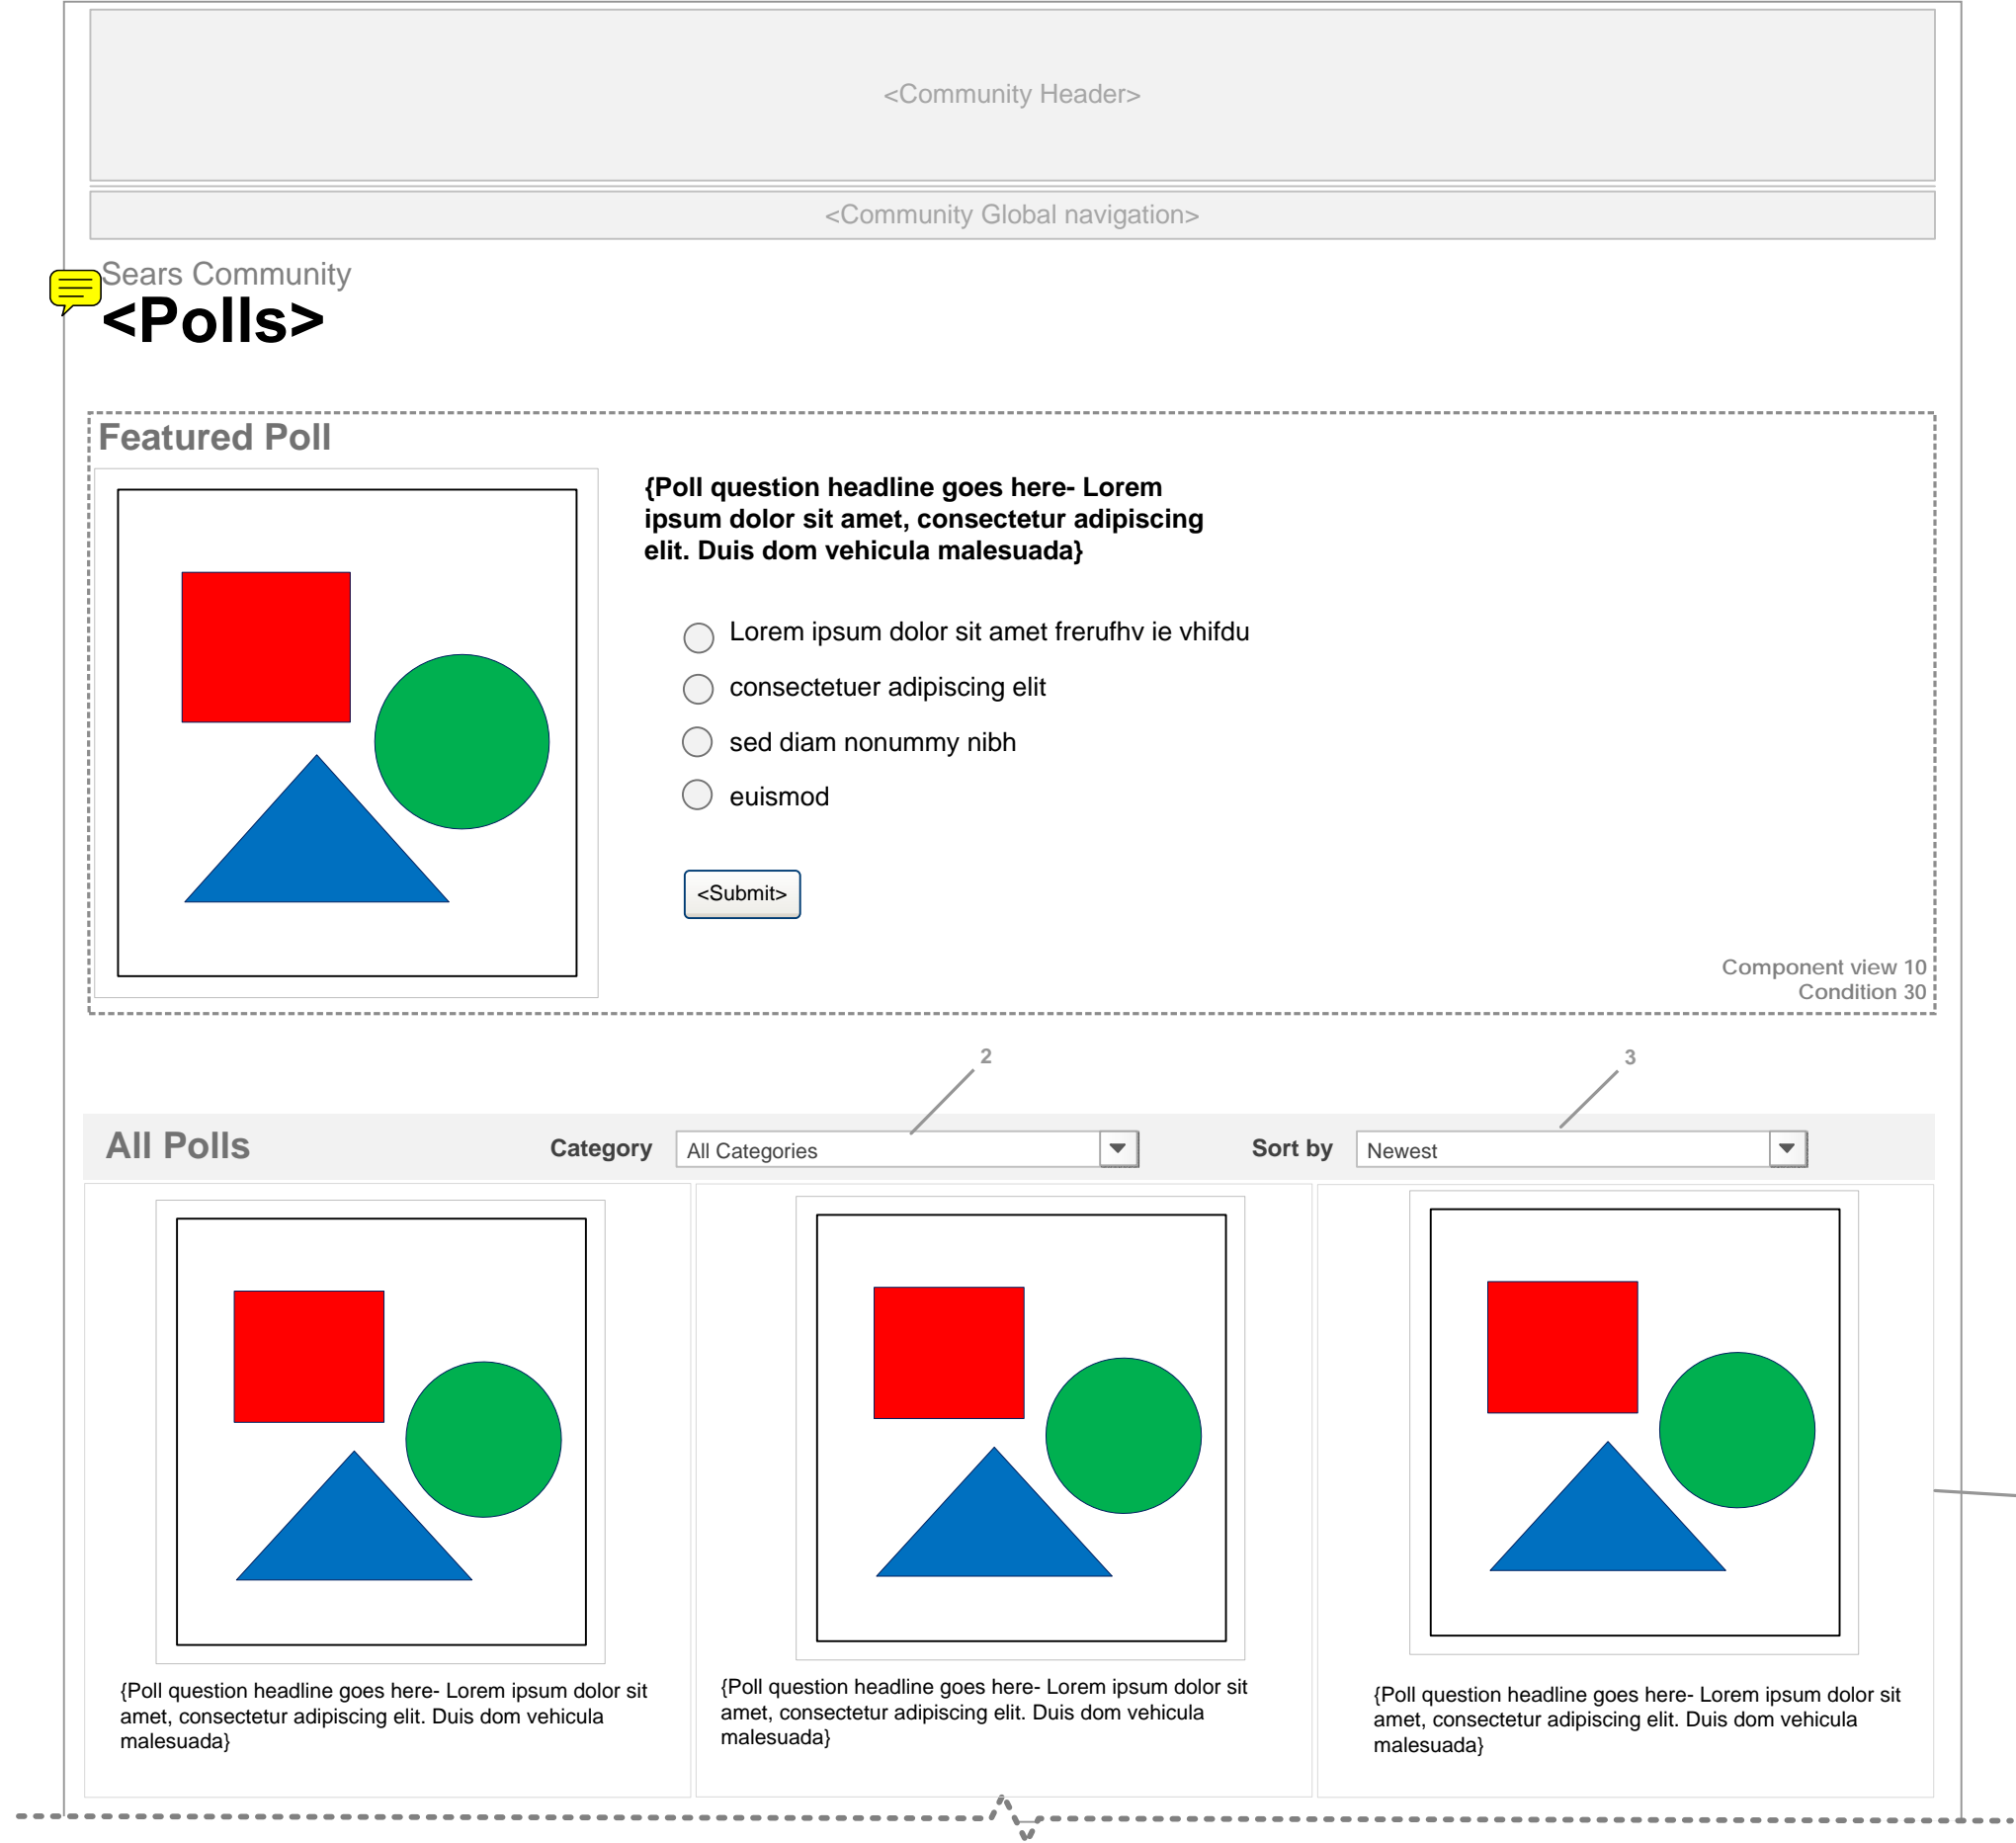 <Community Header>
<Community Global navigation>
Sears Community
<Polls>
Featured Poll
{Poll question headline goes here- Lorem
ipsum dolor sit amet, consectetur adipiscing
elit. Duis dom vehicula malesuada}
Lorem ipsum dolor sit amet frerufhv ie vhifdu
consectetuer adipiscing elit
sed diam nonummy nibh
euismod
<Submit>
Component view 10
Condition 30
2
3
All Polls
Category
All Categories
Sort by
Newest
{Poll question headline goes here- Lorem ipsum dolor sit
amet, consectetur adipiscing elit. Duis dom vehicula
malesuada}
{Poll question headline goes here- Lorem ipsum dolor sit
amet, consectetur adipiscing elit. Duis dom vehicula
malesuada}
{Poll question headline goes here- Lorem ipsum dolor sit
amet, consectetur adipiscing elit. Duis dom vehicula
malesuada}